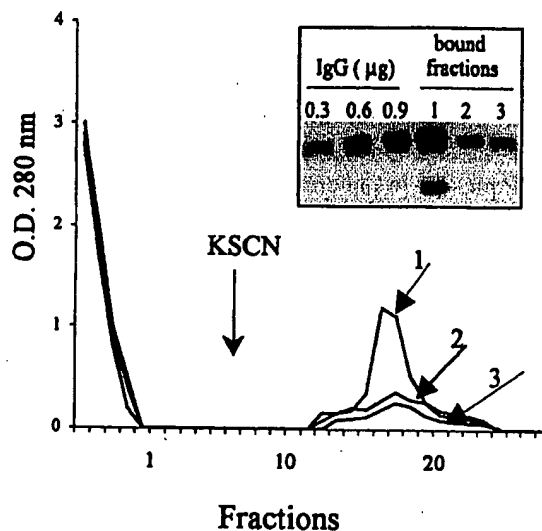 4
3
2
1
0
O.D. 280 nm
bound
IgG ( µg) fractions
0.3 0.6 0.9 1 2 3
KSCN
1
2
3
1 10 20
Fractions